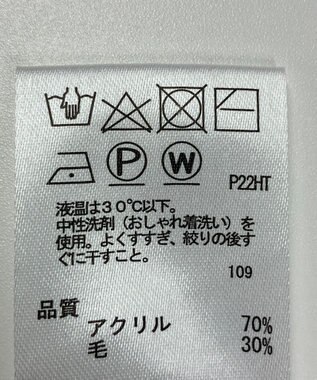 P W P22HT
液温は30℃以下。
中性洗剤（おしゃれ着洗い）を
使用。よくすすぎ、絞りの後す
ぐに干すこと。
109
品質
アクリル 70%
毛 30%